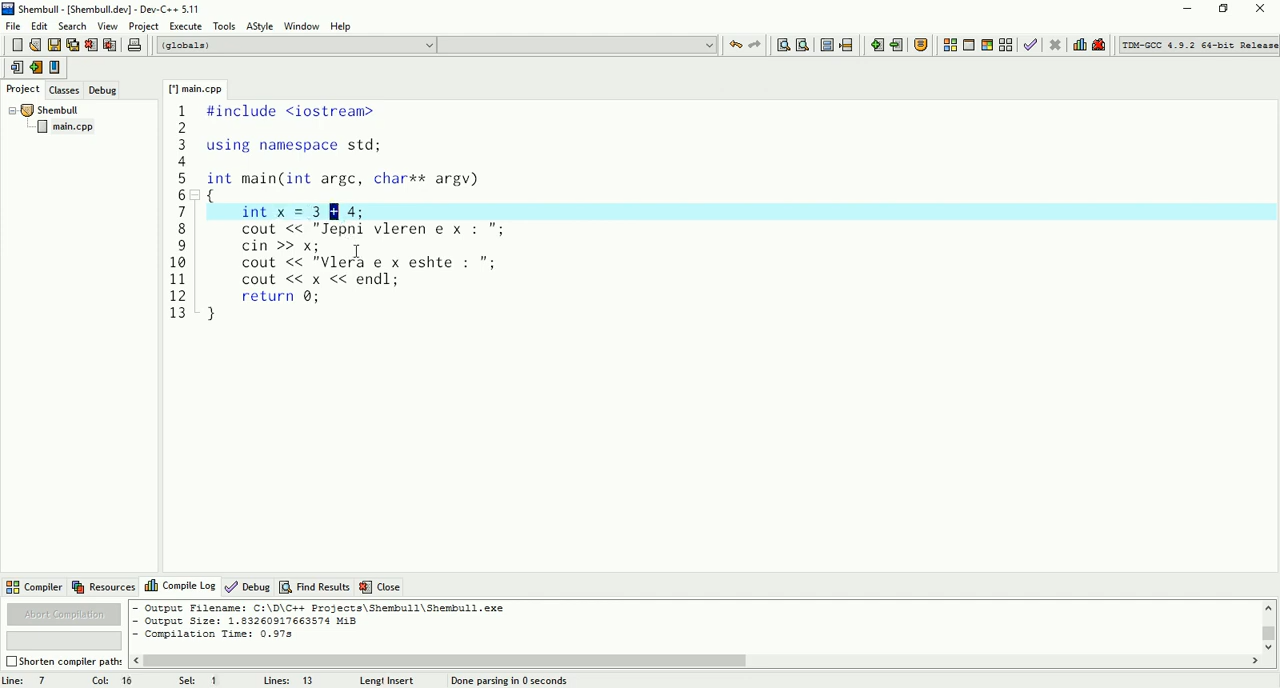 Shembull - [Shembull.dev] - Dev-C++ 5.11
File Edit Search View Project Execute Tools AStyle Window Help
(globals)
TDM-GCC 4.9.2 64-bit Release
Project Classes Debug
[*] main.cpp
Shembull
main.cpp
1 #include <iostream>
2
3 using namespace std;
4
5 int main(int argc, char** argv)
6 {
7 int x = 3 + 4;
8 cout << "Jepni vleren e x : ";
9 cin >> x;
10 cout << "Vlera e x eshte : ";
11 cout << x << endl;
12 return 0;
13 }
Compiler Resources Compile Log Debug Find Results Close
Abort Compilation
- Output Filename: C:\D\C++ Projects\Shembull\Shembull.exe
- Output Size: 1.83260917663574 MiB
- Compilation Time: 0.97s
Shorten compiler paths
Line: 7 Col: 16 Sel: 1 Lines: 13 Lengt Insert Done parsing in 0 seconds